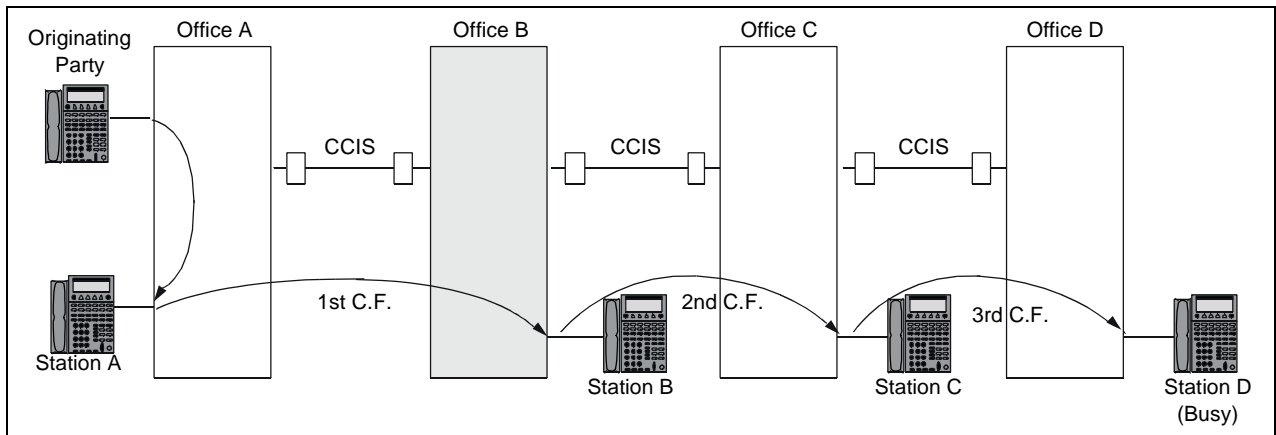 Office A
Office B
Office C
Office D
Originating
Party
CCIS
CCIS
CCIS
1st C.F.
2nd C.F.
3rd C.F.
Station A
Station B
Station C
Station D
(Busy)